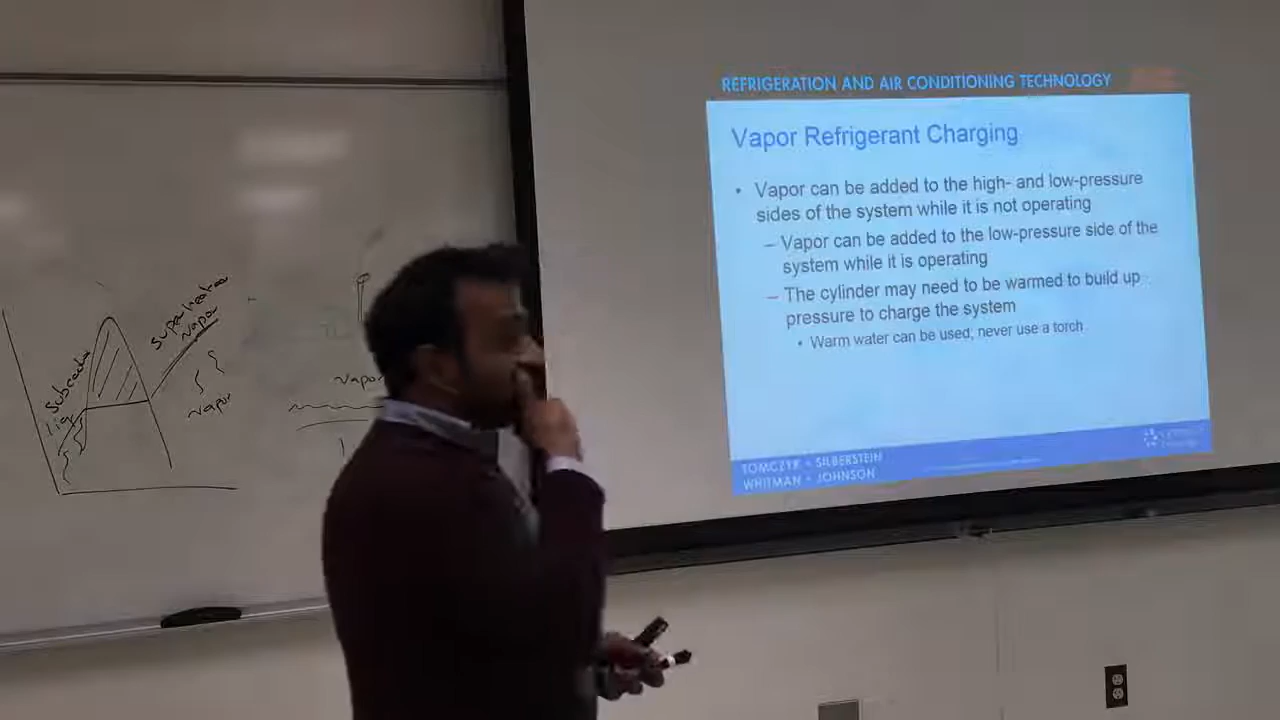 REFRIGERATION AND AIR CONDITIONING TECHNOLOGY
Vapor Refrigerant Charging
• Vapor can be added to the high- and low-pressure
sides of the system while it is not operating
– Vapor can be added to the low-pressure side of the
system while it is operating
– The cylinder may need to be warmed to build up
pressure to charge the system
• Warm water can be used, never use a torch
TOMCZYK • SILBERSTEIN
WHITMAN • JOHNSON
liq
Subcooled
Superheated
vapor
vapor
vapor